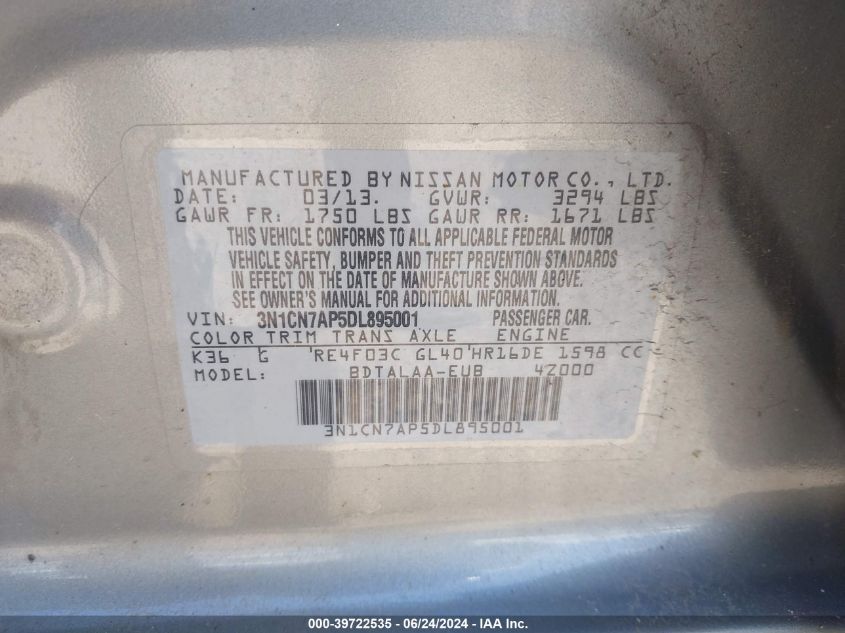 MANUFACTURED BY NISSAN MOTOR CO., LTD.
DATE: 03/13. GVWR: 3294 LBS
GAWR FR: 1750 LBS GAWR RR: 1671 LBS
THIS VEHICLE CONFORMS TO ALL APPLICABLE FEDERAL MOTOR
VEHICLE SAFETY, BUMPER AND THEFT PREVENTION STANDARDS
IN EFFECT ON THE DATE OF MANUFACTURE SHOWN ABOVE.
SEE OWNER'S MANUAL FOR ADDITIONAL INFORMATION.
VIN: 3N1CN7AP5DL895001 PASSENGER CAR.
COLOR TRIM TRANS AXLE ENGINE
K36 G 'RE4F03C GL40'HR16DE 1598 CC
MODEL: BDTALAA-EUB 4Z000
3N1CN7AP5DL895001
000-39722535 - 06/24/2024 - IAA Inc.